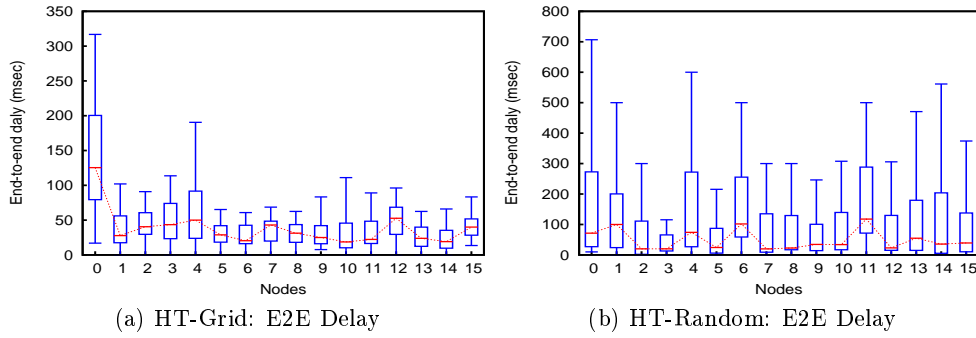 350
300
250
200
150
100
50
0
End-to-end daly (msec)
0 1 2 3 4 5 6 7 8 9 10 11 12 13 14 15
Nodes
(a) HT-Grid: E2E Delay
800
700
600
500
400
300
200
100
0
End-to-end daly (msec)
0 1 2 3 4 5 6 7 8 9 10 11 12 13 14 15
Nodes
(b) HT-Random: E2E Delay